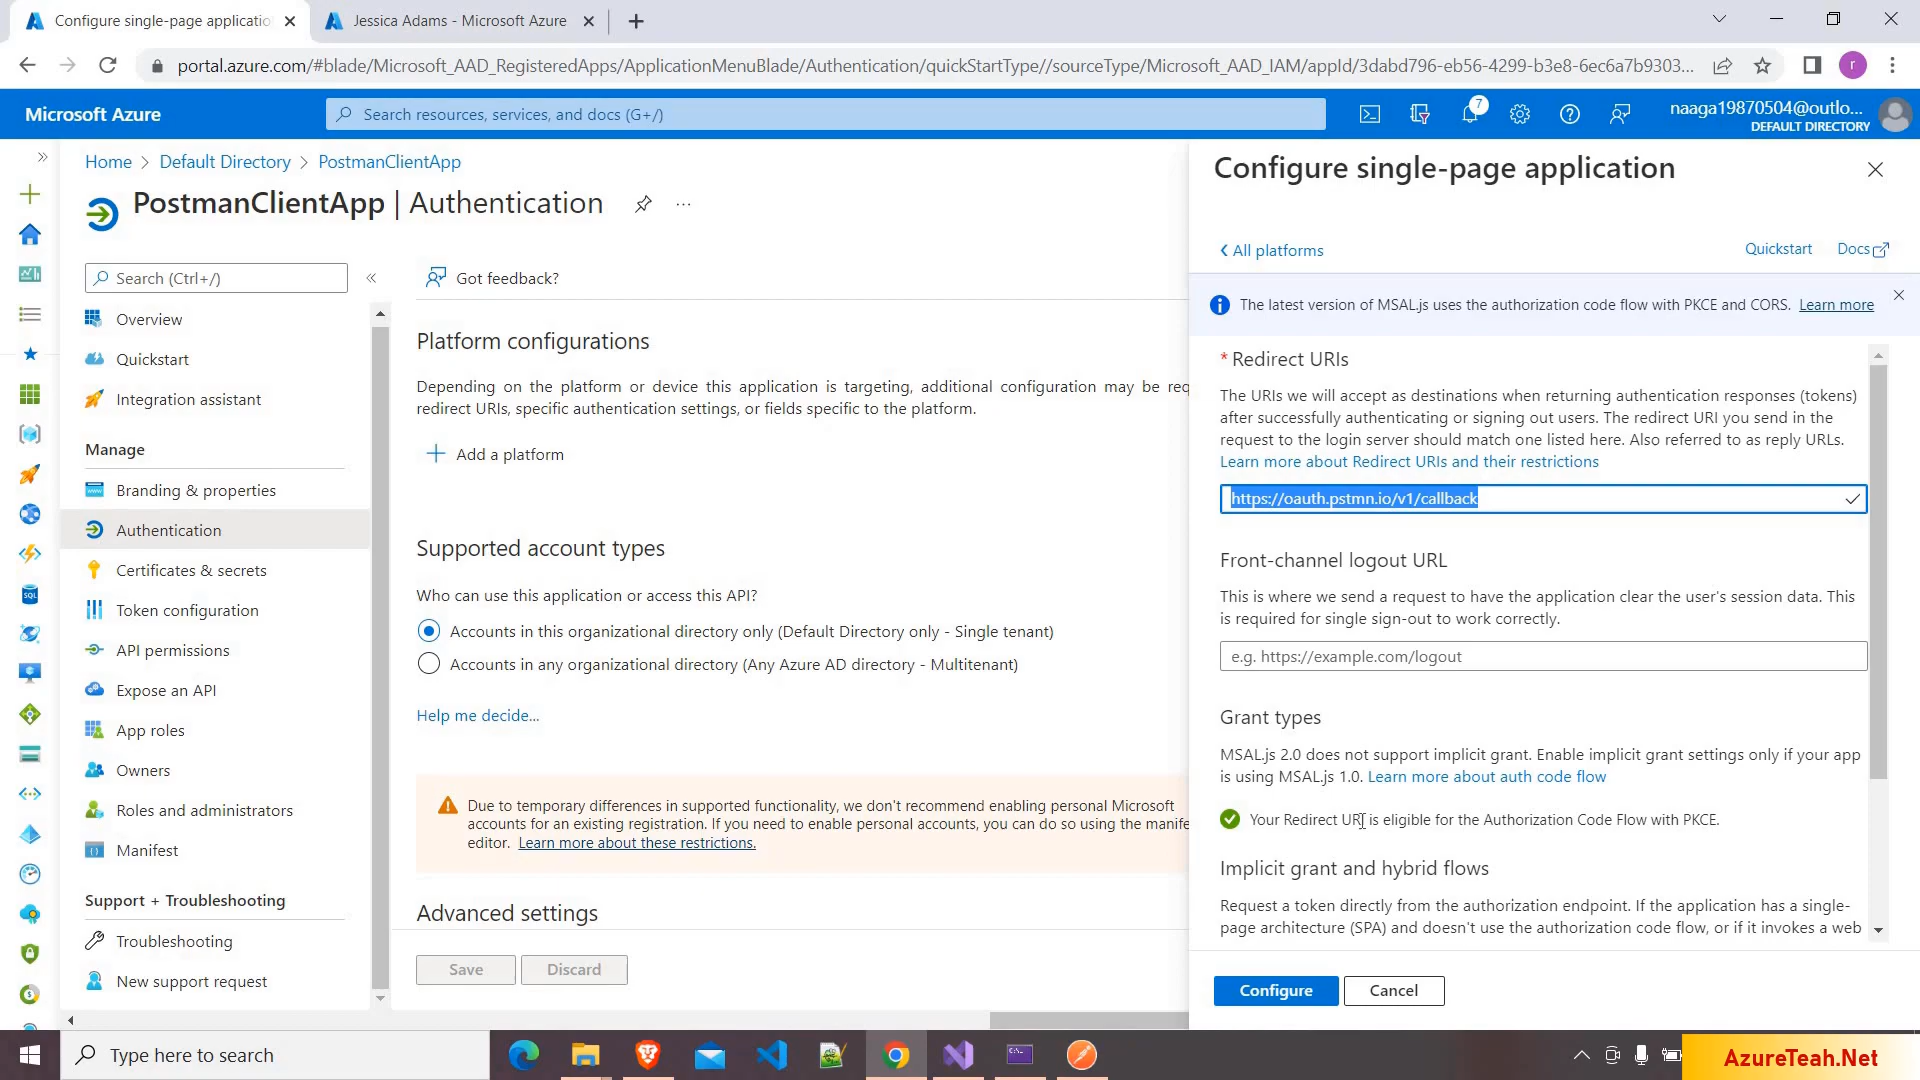 Configure single-page applicatio
Jessica Adams - Microsoft Azure
portal.azure.com/#blade/Microsoft_AAD_RegisteredApps/ApplicationMenuBlade/Authentication/quickStartType//sourceType/Microsoft_AAD_IAM/appId/3dabd796-eb56-4299-b3e8-6ec6a7b9303...
r
Microsoft Azure
Search resources, services, and docs (G+/)
7
naaga19870504@outlo...
DEFAULT DIRECTORY
Home > Default Directory > PostmanClientApp
PostmanClientApp | Authentication
...
Search (Ctrl+/)
Overview
Quickstart
Integration assistant
Manage
Branding & properties
Authentication
Certificates & secrets
Token configuration
API permissions
Expose an API
App roles
Owners
Roles and administrators
Manifest
Support + Troubleshooting
Troubleshooting
New support request
Got feedback?
Platform configurations
Depending on the platform or device this application is targeting, additional configuration may be req
redirect URIs, specific authentication settings, or fields specific to the platform.
Add a platform
Supported account types
Who can use this application or access this API?
Accounts in this organizational directory only (Default Directory only - Single tenant)
Accounts in any organizational directory (Any Azure AD directory - Multitenant)
Help me decide...
Due to temporary differences in supported functionality, we don't recommend enabling personal Microsoft
accounts for an existing registration. If you need to enable personal accounts, you can do so using the manife
editor. Learn more about these restrictions.
Advanced settings
Save
Discard
Configure single-page application
All platforms
Quickstart
Docs
The latest version of MSAL.js uses the authorization code flow with PKCE and CORS. Learn more
* Redirect URIs
The URIs we will accept as destinations when returning authentication responses (tokens)
after successfully authenticating or signing out users. The redirect URI you send in the
request to the login server should match one listed here. Also referred to as reply URLs.
Learn more about Redirect URIs and their restrictions
https://oauth.pstmn.io/v1/callback
Front-channel logout URL
This is where we send a request to have the application clear the user's session data. This
is required for single sign-out to work correctly.
e.g. https://example.com/logout
Grant types
MSAL.js 2.0 does not support implicit grant. Enable implicit grant settings only if your app
is using MSAL.js 1.0. Learn more about auth code flow
Your Redirect URI is eligible for the Authorization Code Flow with PKCE.
Implicit grant and hybrid flows
Request a token directly from the authorization endpoint. If the application has a single-
page architecture (SPA) and doesn't use the authorization code flow, or if it invokes a web
Configure
Cancel
SQL
Type here to search
AzureTeah.Net